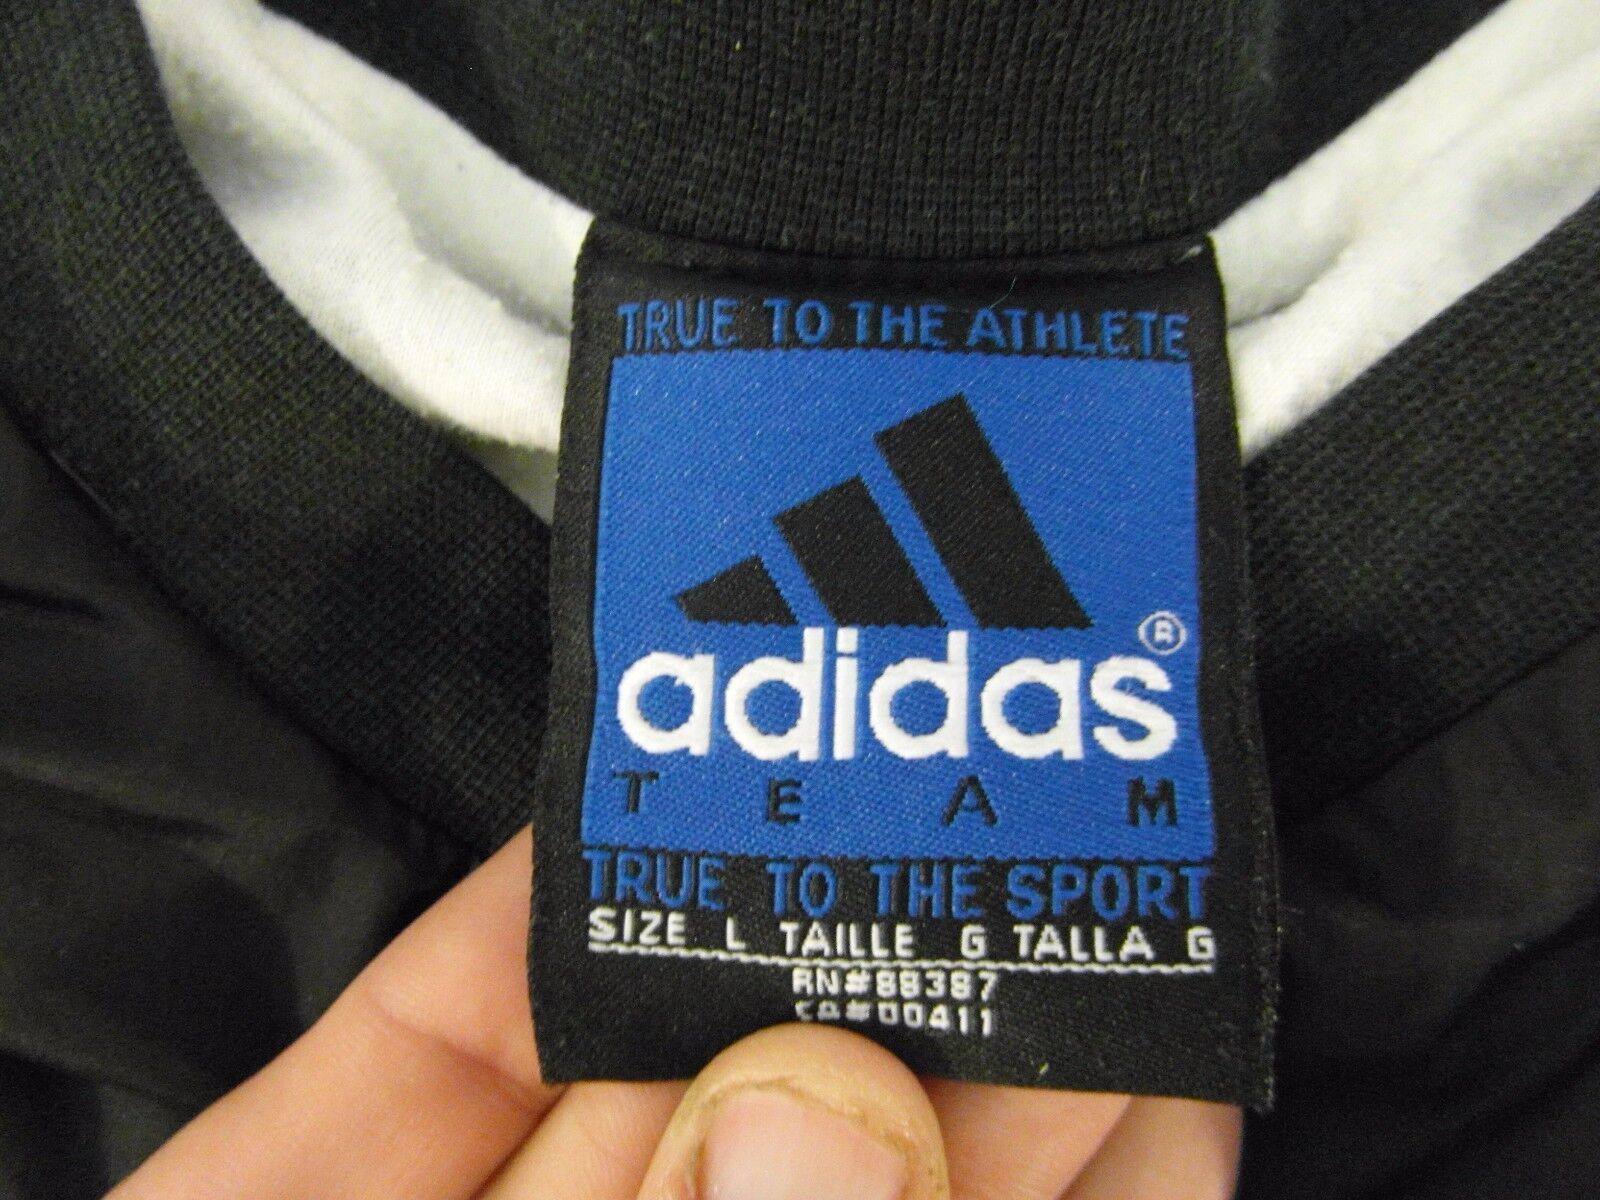 TRUE TO THE ATHLETE
adidas®
TEAM
TRUE TO THE SPORT
SIZE L TAILLE G TALLA G
RN#88387
CA#00411